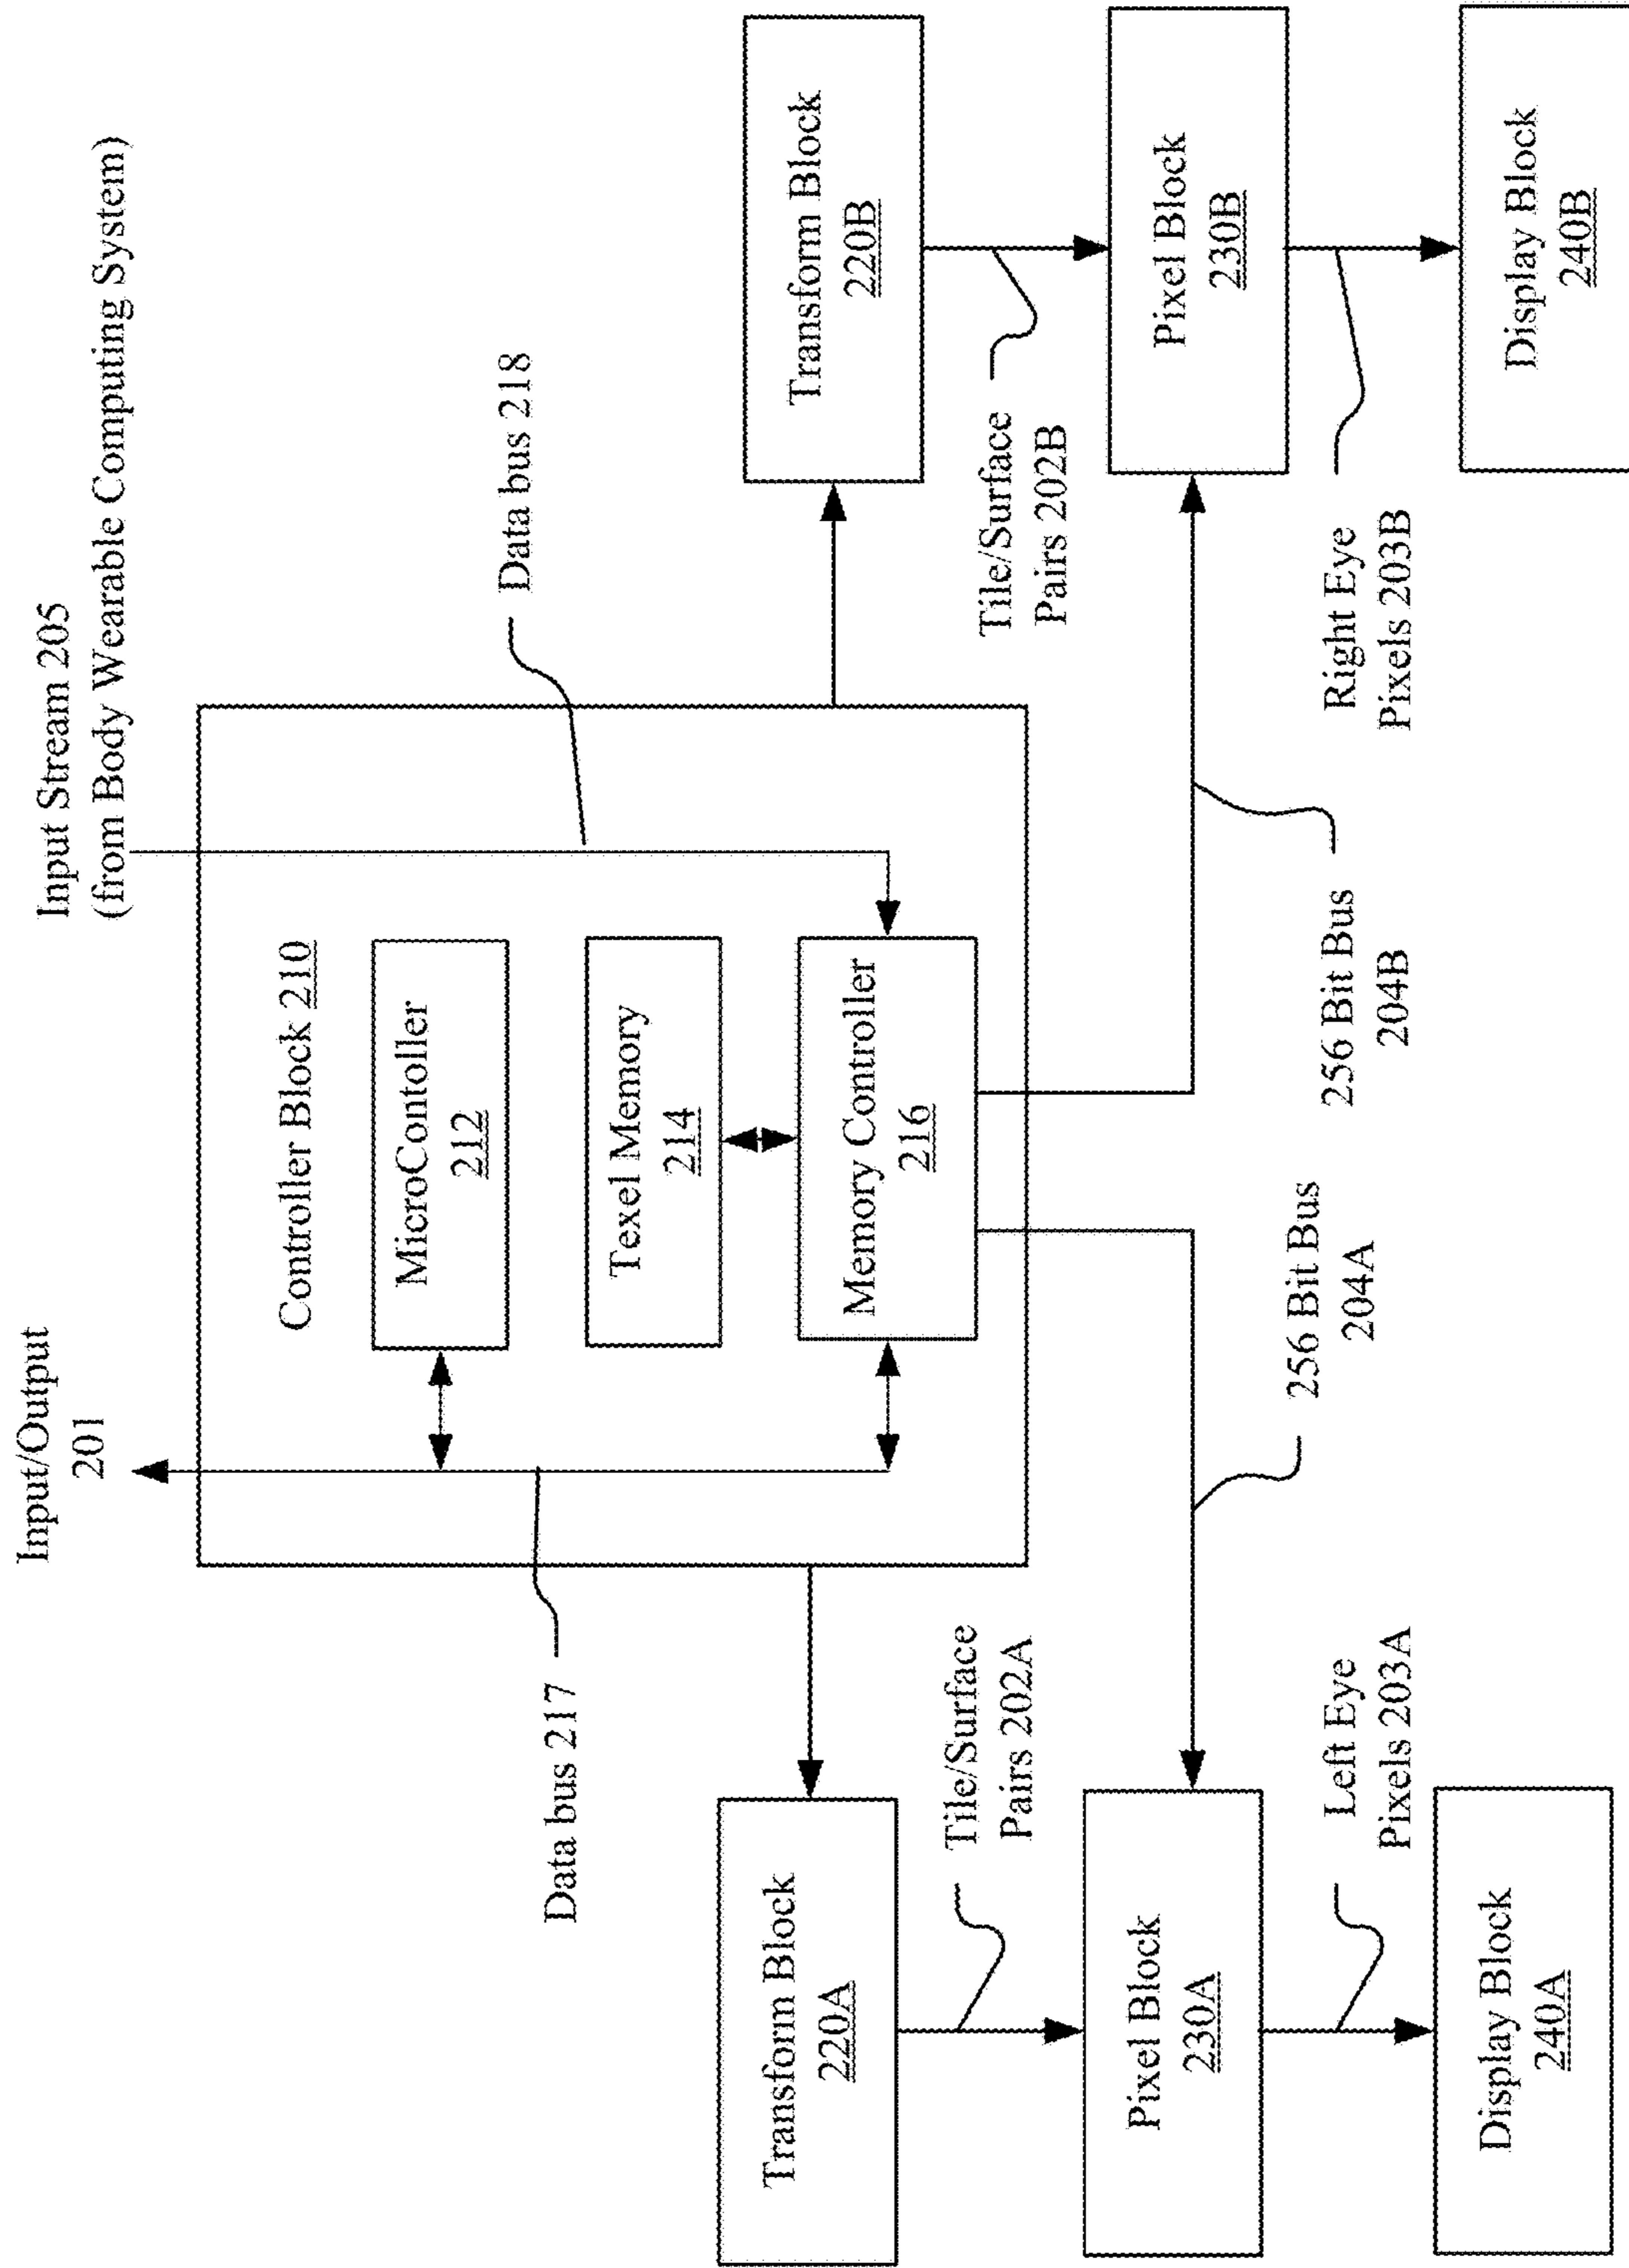 Input/Output
201
Input Stream 205
(from Body Wearable Computing System)
Controller Block 210
MicroContoller
212
Data bus 218
Data bus 217
Texel Memory
214
Memory Controller
216
Transform Block
220A
Transform Block
220B
Tile/Surface
Pairs 202A
Tile/Surface
Pairs 202B
Pixel Block
230A
Pixel Block
230B
256 Bit Bus
204A
256 Bit Bus
204B
Left Eye
Pixels 203A
Right Eye
Pixels 203B
Display Block
240A
Display Block
240B